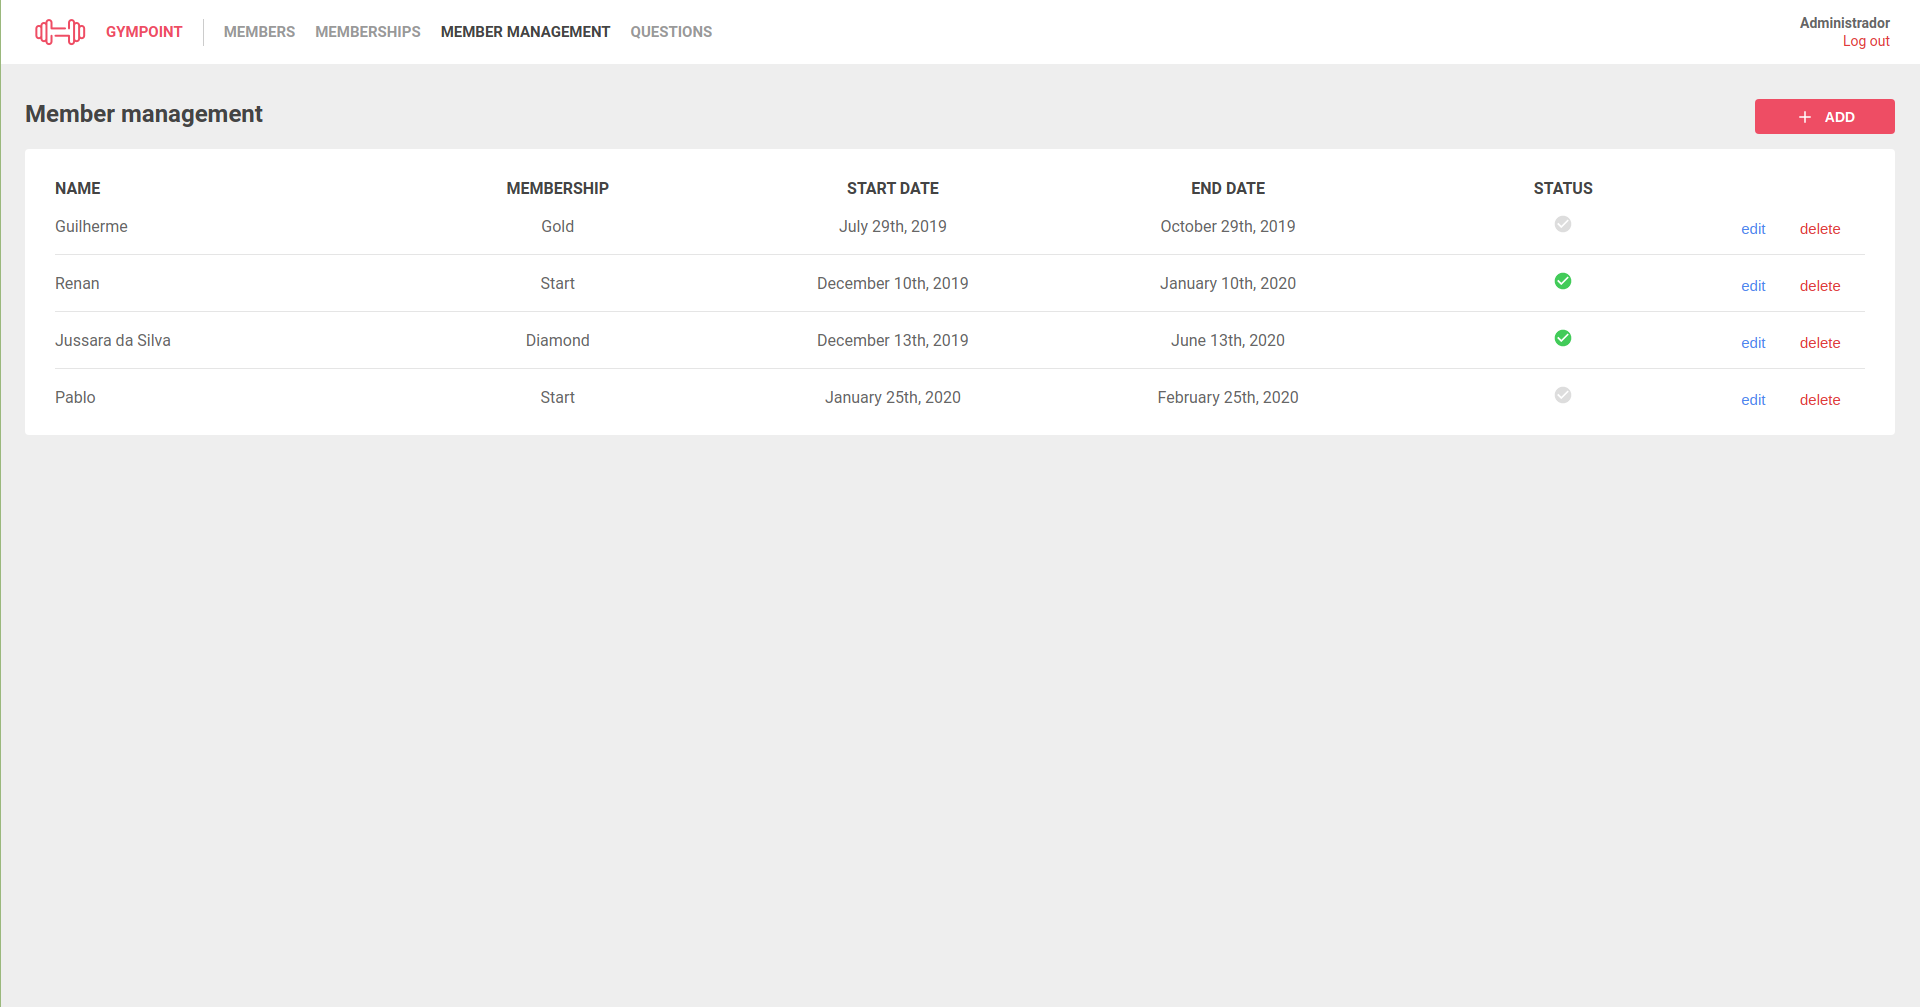 GYMPOINT MEMBERS MEMBERSHIPS MEMBER MANAGEMENT QUESTIONS Administrador
Log out
Member management
ADD
NAME MEMBERSHIP START DATE END DATE STATUS
Guilherme Gold July 29th, 2019 October 29th, 2019 edit delete
Renan Start December 10th, 2019 January 10th, 2020 edit delete
Jussara da Silva Diamond December 13th, 2019 June 13th, 2020 edit delete
Pablo Start January 25th, 2020 February 25th, 2020 edit delete